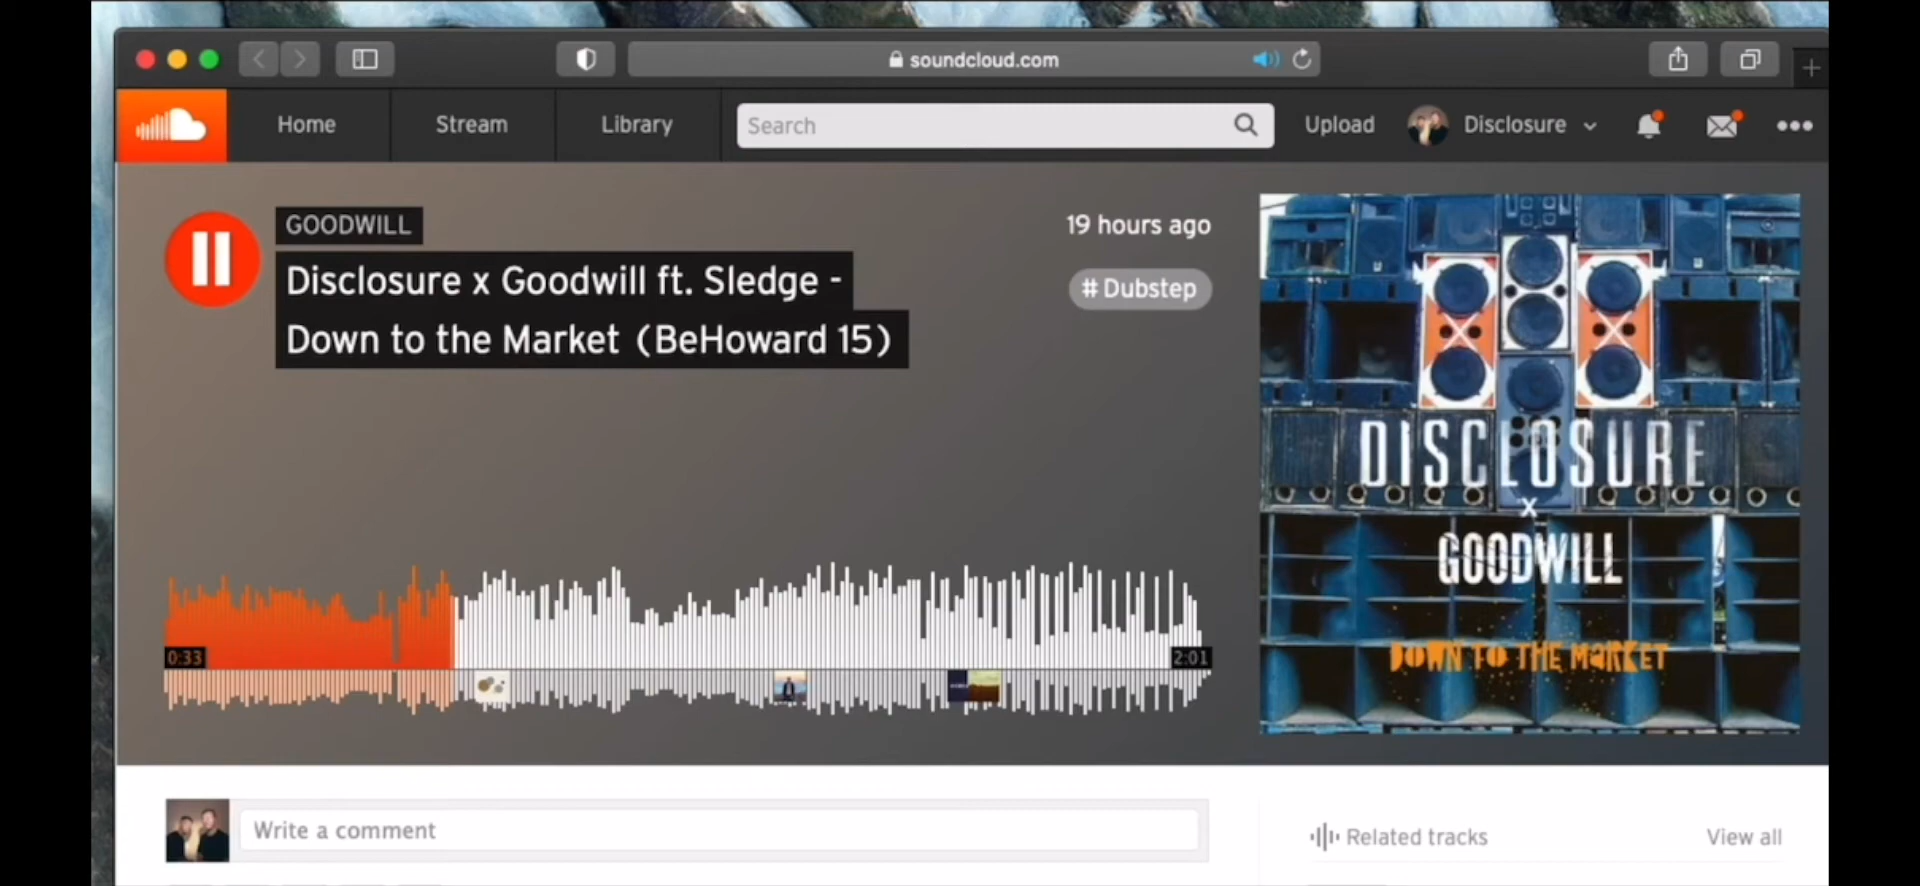 soundcloud.com
Home
Stream
Library
Search
Upload
Disclosure
GOODWILL
19 hours ago
Disclosure x Goodwill ft. Sledge -
Down to the Market (BeHoward 15)
# Dubstep
DISCLOSURE
X
GOODWILL
DOWN TO THE MARKET
0:33
2:01
Write a comment
Related tracks
View all